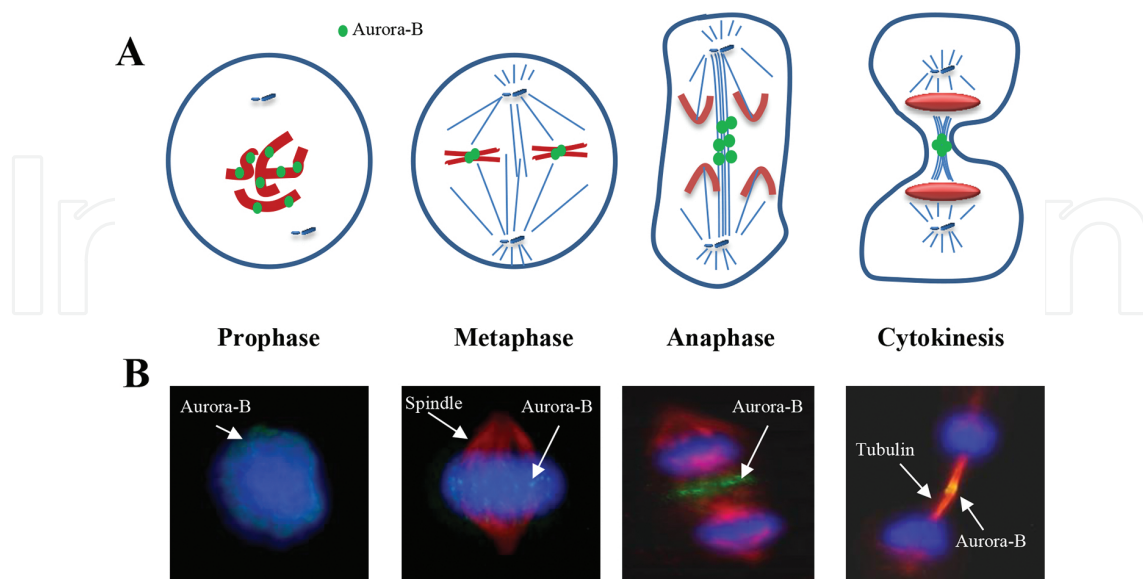 Aurora-B
A
Prophase
Metaphase
Anaphase
Cytokinesis
B
Aurora-B
Spindle
Aurora-B
Aurora-B
Tubulin
Aurora-B